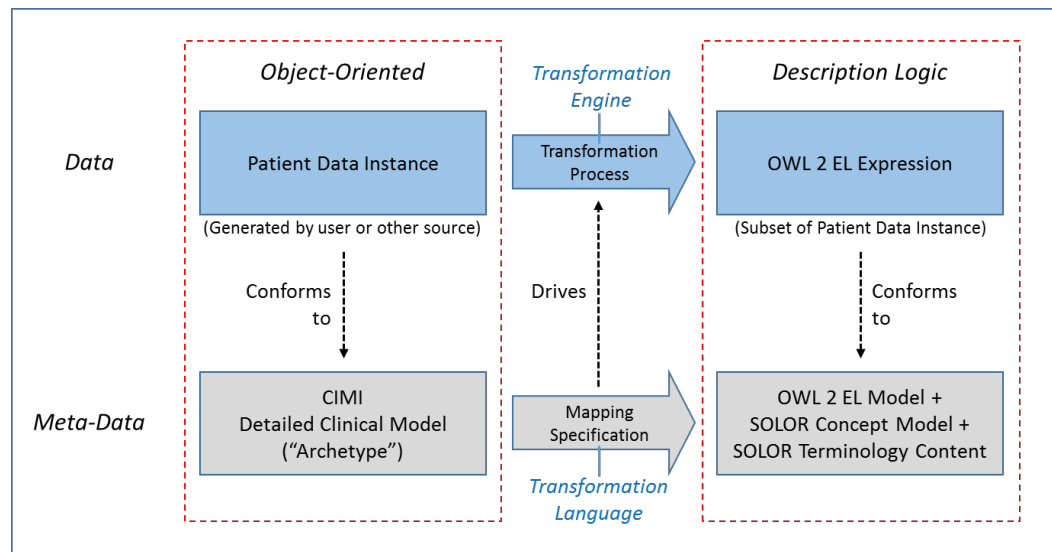 Object-Oriented
Transformation
Engine
Description Logic
Data
Patient Data Instance
Transformation
Process
OWL 2 EL Expression
(Generated by user or other source)
(Subset of Patient Data Instance)
Conforms
to
Drives
Conforms
to
Meta-Data
CIMI
Detailed Clinical Model
(“Archetype”)
Mapping
Specification
OWL 2 EL Model +
SOLOR Concept Model +
SOLOR Terminology Content
Transformation
Language